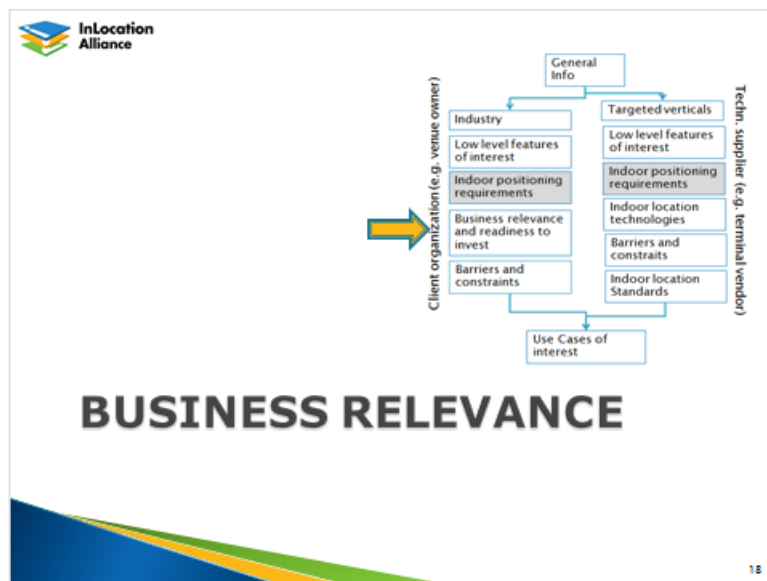 InLocation
Alliance
General
Info
Client organization (e.g. venue owner)
Industry
Low level features
of interest
Indoor positioning
requirements
Business relevance
and readiness to
invest
Barriers and
constraints
Targeted verticals
Low level features
of interest
Indoor positioning
requirements
Indoor location
technologies
Barriers and
constraits
Indoor location
Standards
Techn. supplier (e.g. terminal vendor)
Use Cases of
interest
BUSINESS RELEVANCE
18